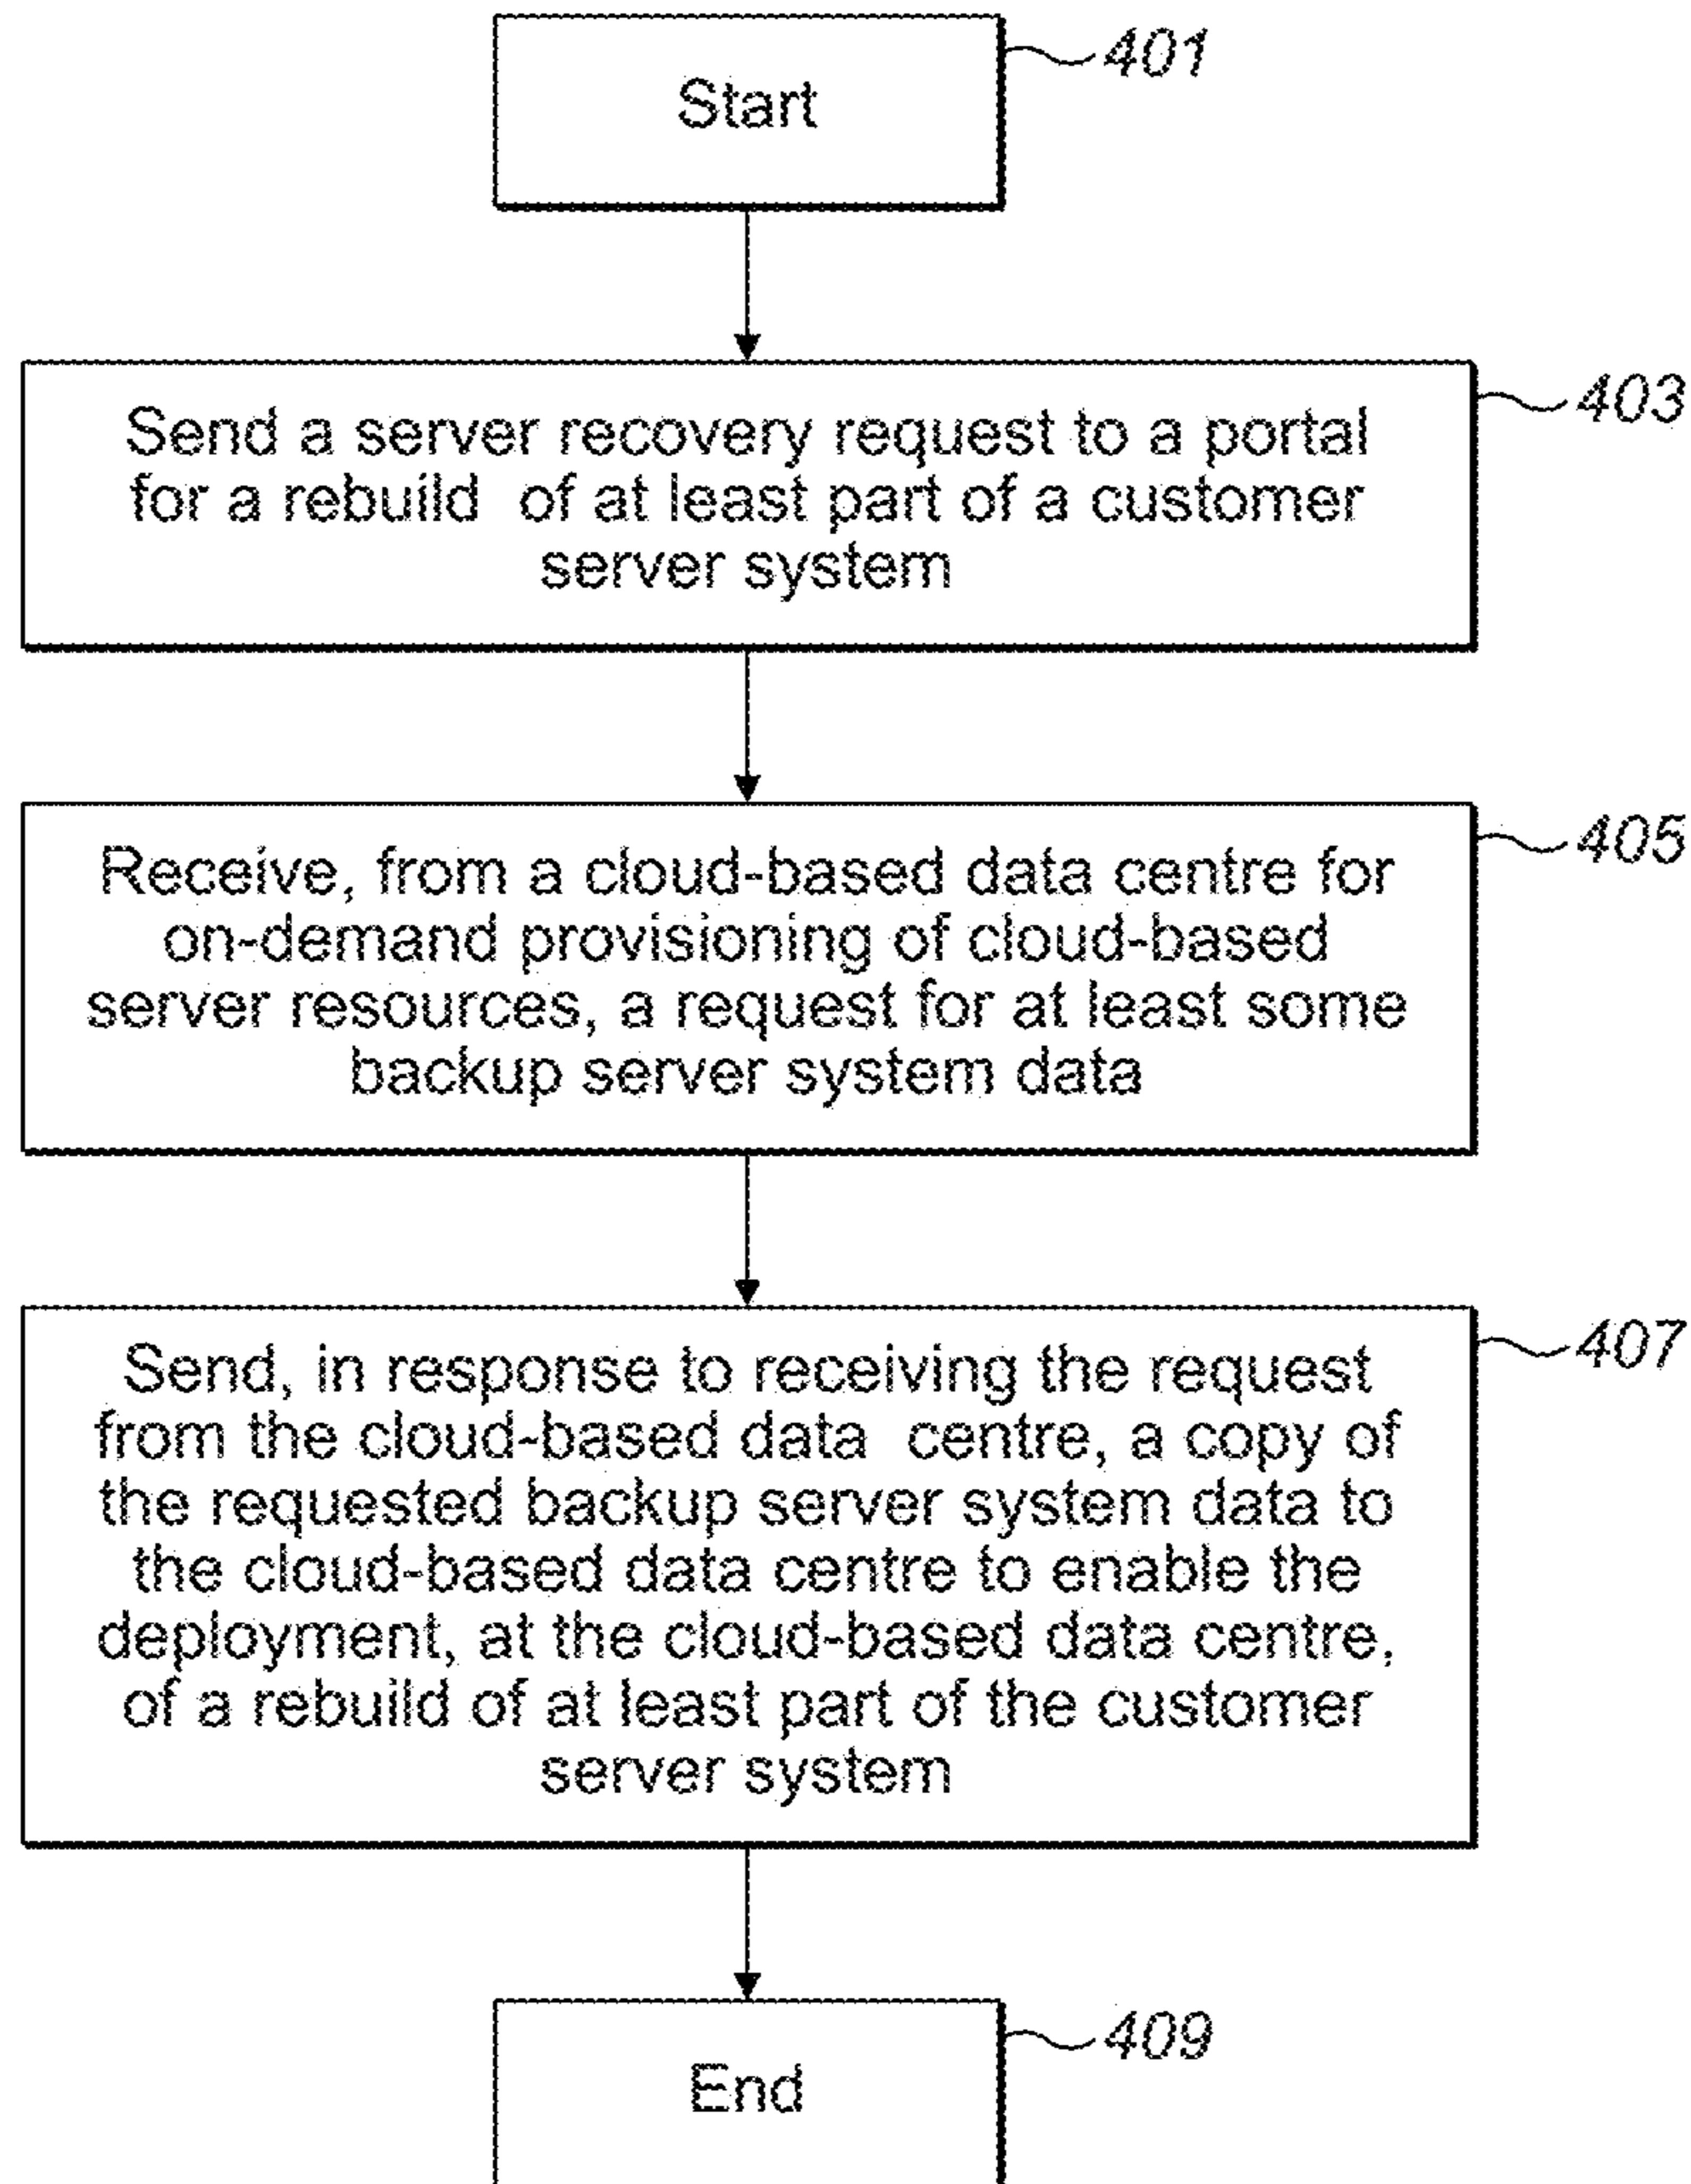 Start
401
Send a server recovery request to a portal
for a rebuild of at least part of a customer
server system
403
Receive, from a cloud-based data centre for
on-demand provisioning of cloud-based
server resources, a request for at least some
backup server system data
405
Send, in response to receiving the request
from the cloud-based data centre, a copy of
the requested backup server system data to
the cloud-based data centre to enable the
deployment, at the cloud-based data centre,
of a rebuild of at least part of the customer
server system
407
End
409